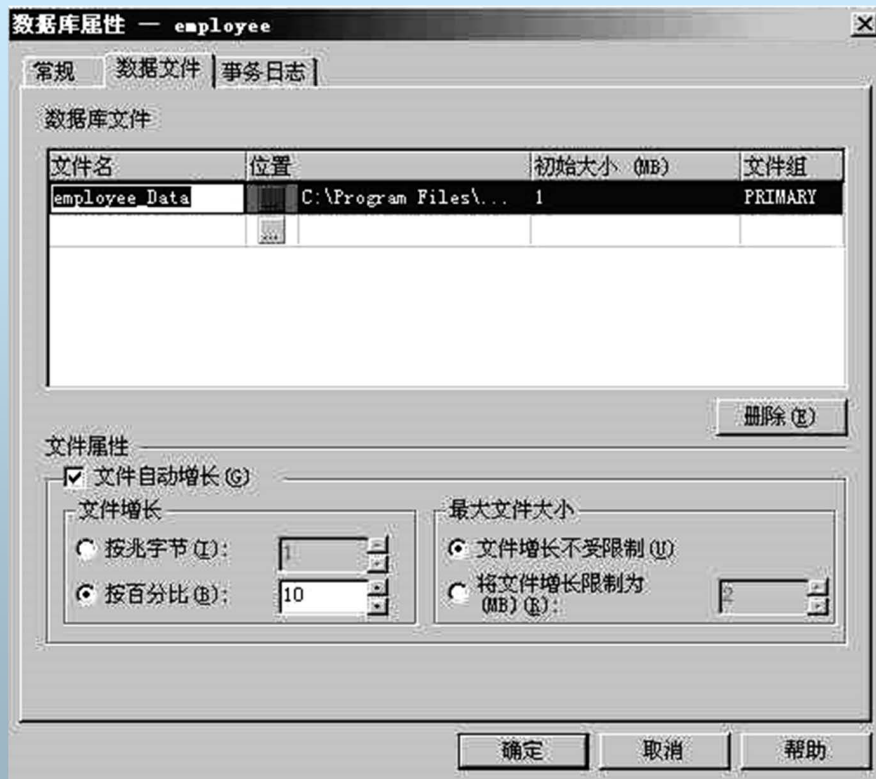 数据库属性 — employee
常规 数据文件 事务日志
数据库文件
文件名 位置 初始大小 (MB) 文件组
employee_Data ... C:\Program Files\... 1 PRIMARY
...
删除(E)
文件属性
文件自动增长(G)
文件增长 最大文件大小
按兆字节(I): 1 文件增长不受限制(U)
按百分比(B): 10 将文件增长限制为
(MB)(R): 2
确定 取消 帮助